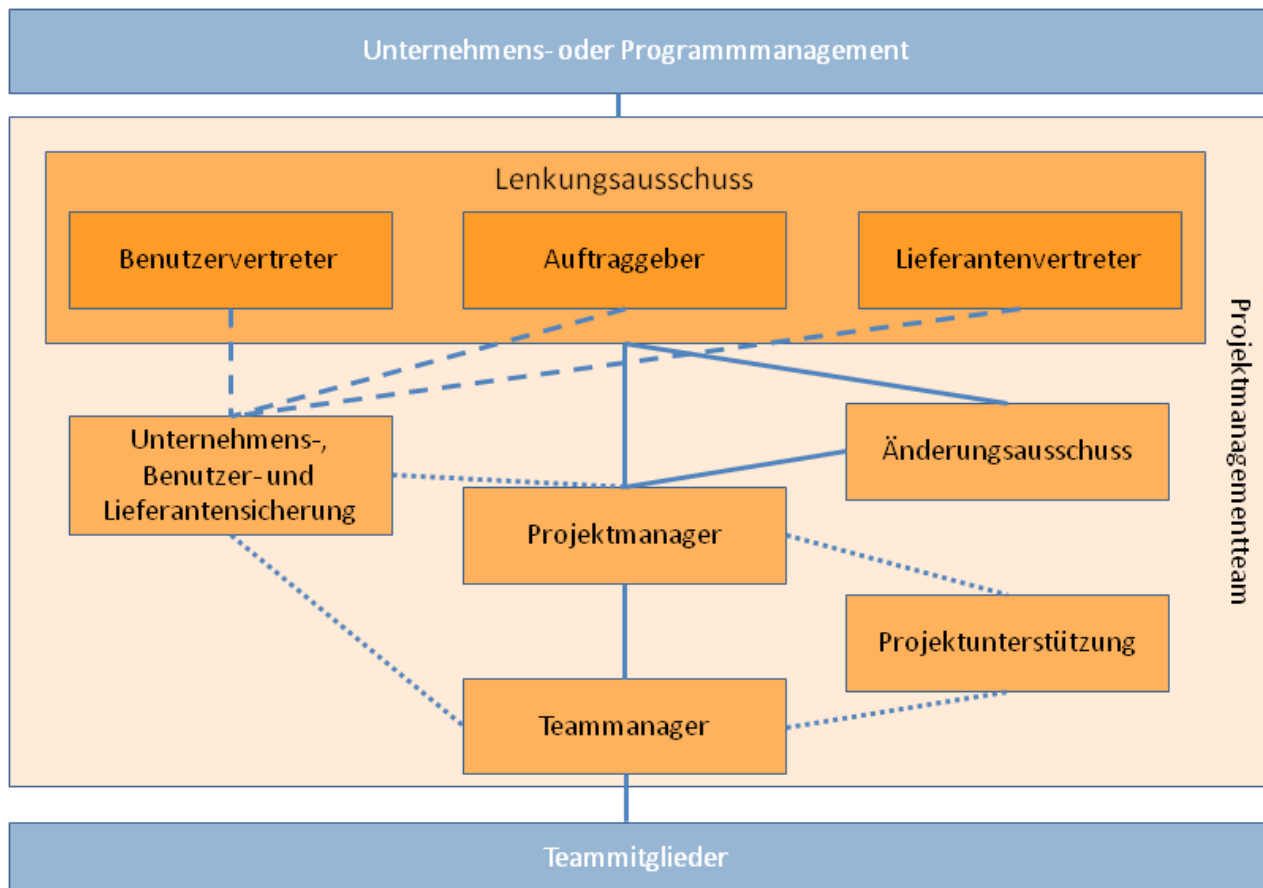 Unternehmens- oder Programmmanagement
Lenkungsausschuss
Benutzervertreter
Auftraggeber
Lieferantenvertreter
Projektmanagementteam
Unternehmens-,
Benutzer- und
Lieferantensicherung
Änderungsausschuss
Projektmanager
Projektunterstützung
Teammanager
Teammitglieder